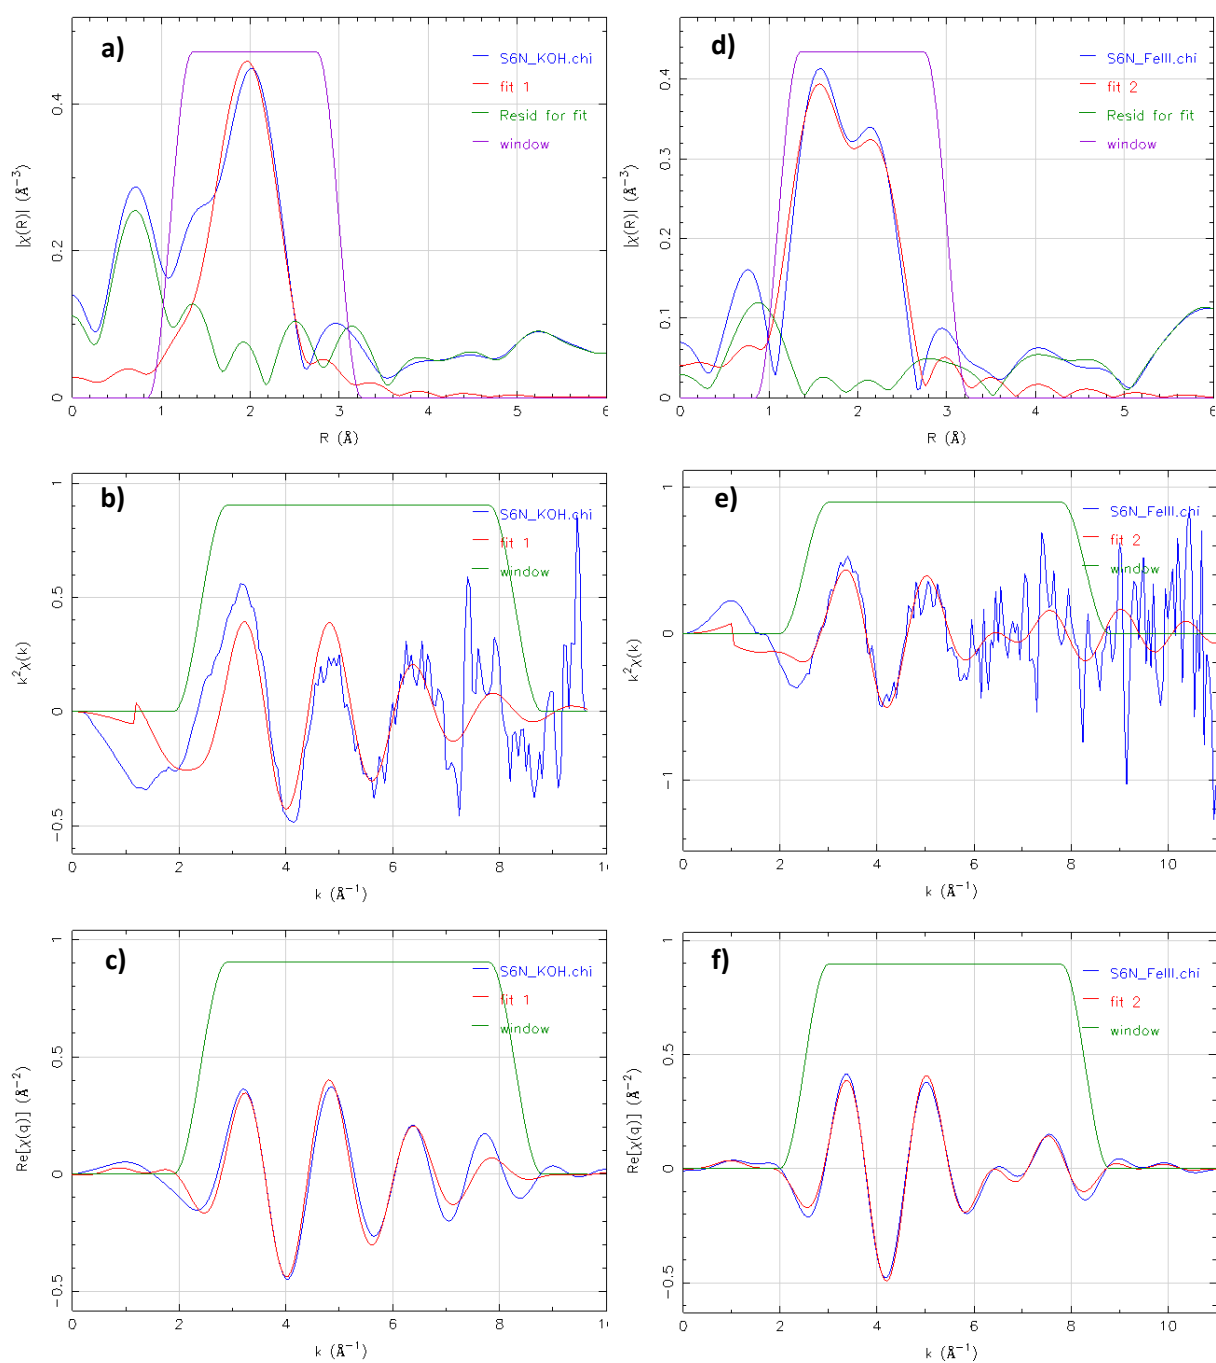 a)
S6N_KOH.chi
fit 1
Resid for fit
window
|χ(R)| (Å⁻³)
0.4
0.2
0
0 1 2 3 4 5 6
R (Å)
d)
S6N_FeIII.chi
fit 2
Resid for fit
window
|χ(R)| (Å⁻³)
0.4
0.3
0.2
0.1
0
0 1 2 3 4 5 6
R (Å)
b)
S6N_KOH.chi
fit 1
window
k²χ(k)
1
0.5
0
−0.5
0 2 4 6 8 10
k (Å⁻¹)
e)
S6N_FeIII.chi
fit 2
window
k²χ(k)
1
0
−1
0 2 4 6 8 10
k (Å⁻¹)
c)
S6N_KOH.chi
fit 1
window
Re[χ(q)] (Å⁻²)
1
0.5
0
−0.5
0 2 4 6 8 10
k (Å⁻¹)
f)
S6N_FeIII.chi
fit 2
window
Re[χ(q)] (Å⁻²)
1
0.5
0
−0.5
0 2 4 6 8 10
k (Å⁻¹)